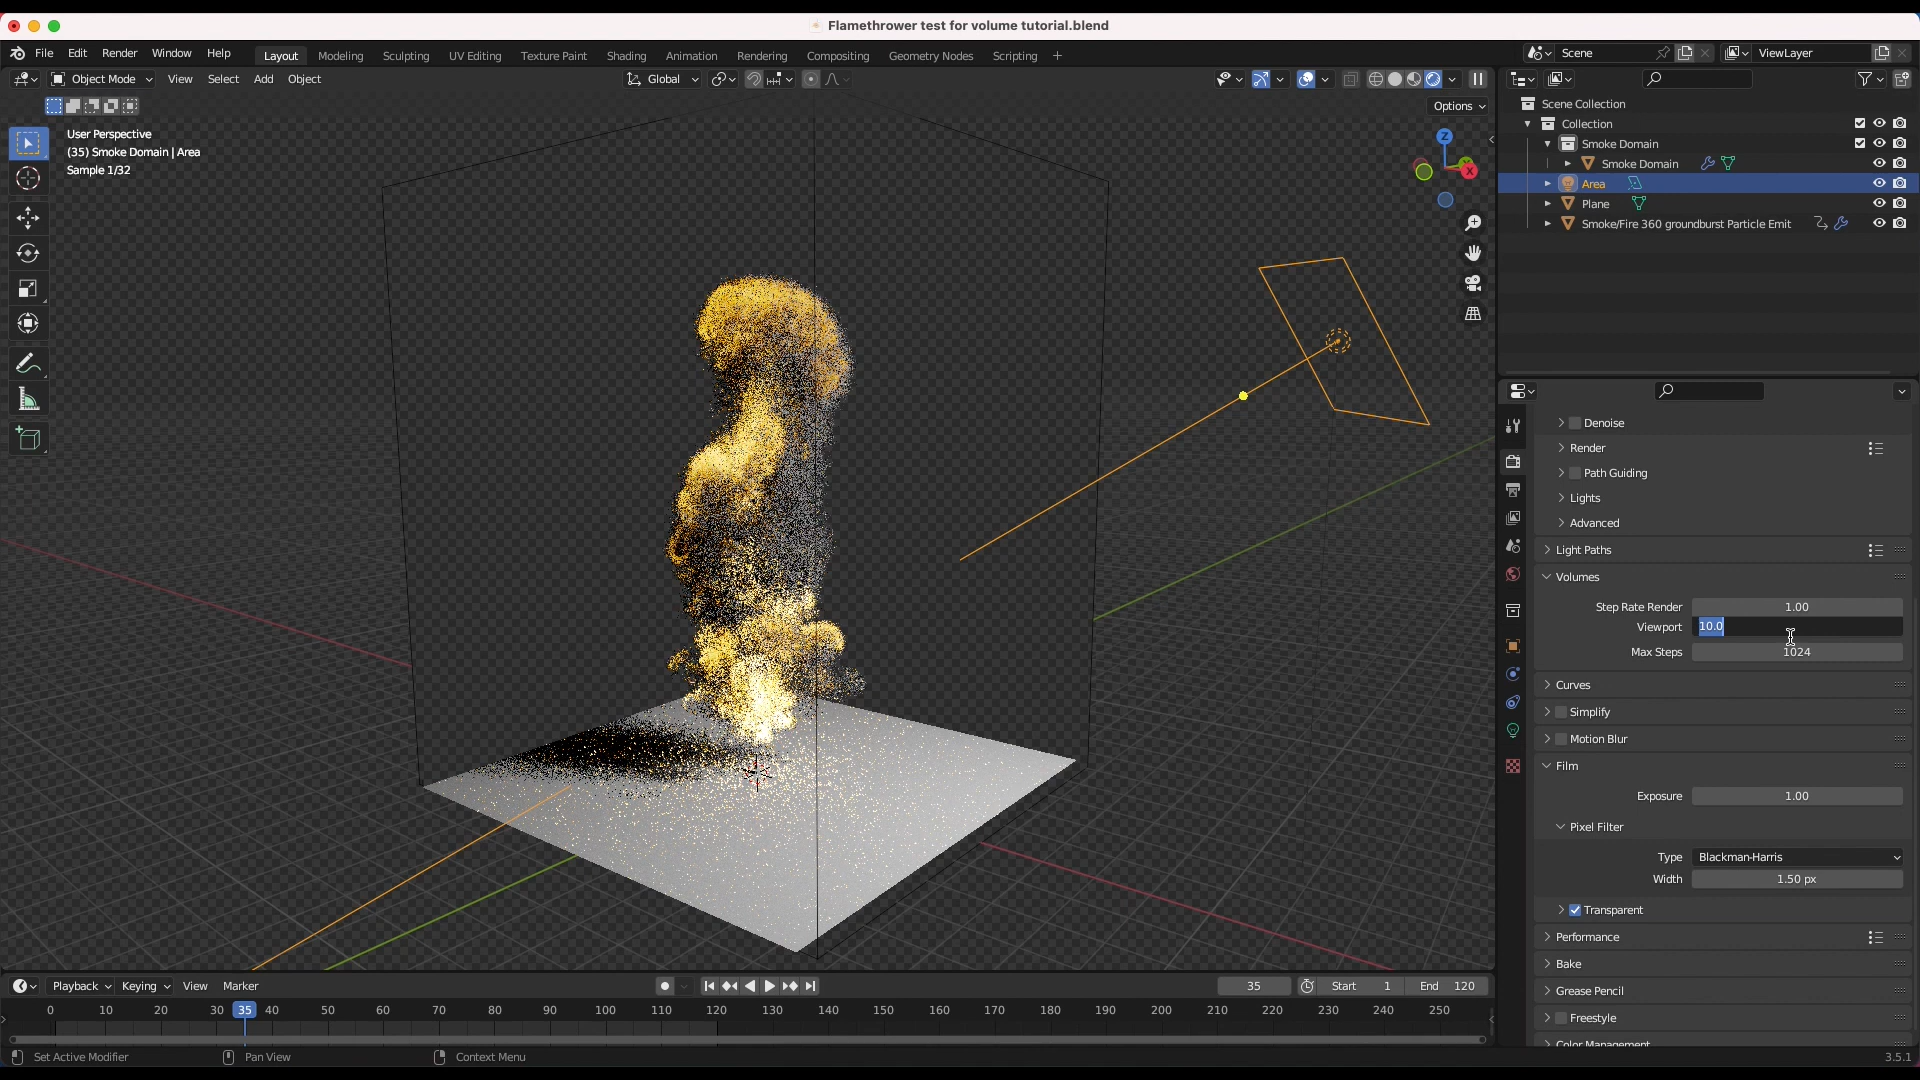 Flamethrower test for volume tutorial.blend
File Edit Render Window Help Layout Modeling Sculpting UV Editing Texture Paint Shading Animation Rendering Compositing Geometry Nodes Scripting + Scene ViewLayer
Object Mode View Select Add Object Global
Options
User Perspective
(35) Smoke Domain | Area
Sample 1/32
Z
Y
X
Scene Collection
Collection
Smoke Domain
Smoke Domain
Area
Plane
Smoke/Fire 360 groundburst Particle Emit
Denoise
Render
Path Guiding
Lights
Advanced
Light Paths
Volumes
Step Rate Render 1.00
Viewport 10.0
Max Steps 1024
Curves
Simplify
Motion Blur
Film
Exposure 1.00
Pixel Filter
Type Blackman-Harris
Width 1.50 px
Transparent
Performance
Bake
Grease Pencil
Freestyle
Color Management
Playback Keying View Marker 35 Start 1 End 120
0 10 20 30 35 40 50 60 70 80 90 100 110 120 130 140 150 160 170 180 190 200 210 220 230 240 250
Set Active Modifier Pan View Context Menu 3.5.1